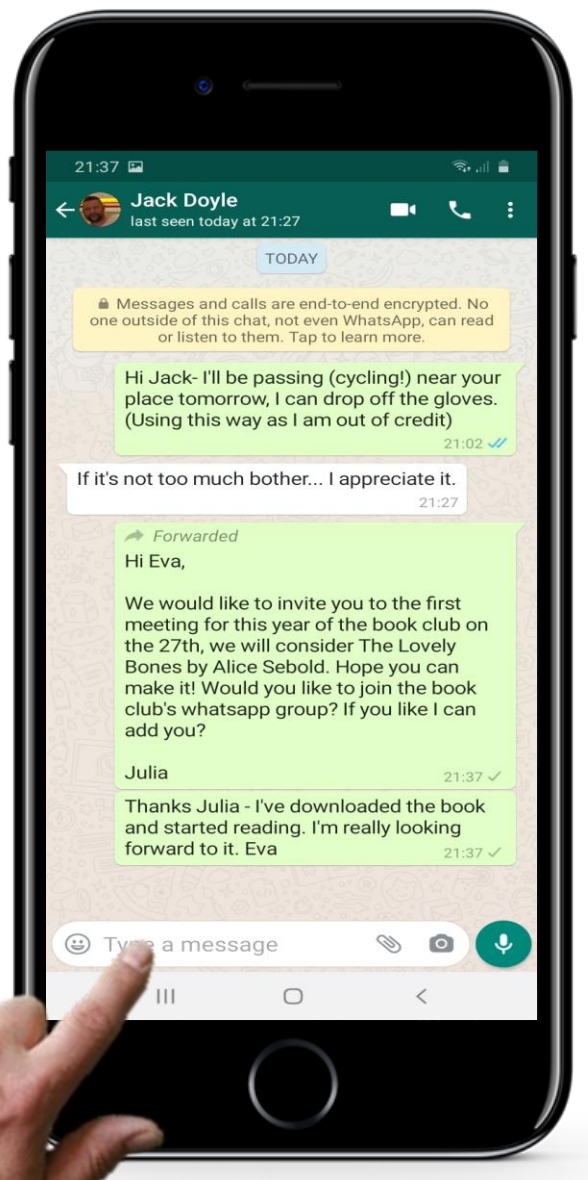 21:37
Jack Doyle
last seen today at 21:27
TODAY
Messages and calls are end-to-end encrypted. No
one outside of this chat, not even WhatsApp, can read
or listen to them. Tap to learn more.
Hi Jack- I'll be passing (cycling!) near your
place tomorrow, I can drop off the gloves.
(Using this way as I am out of credit)
21:02
If it's not too much bother... I appreciate it.
21:27
Forwarded
Hi Eva,
We would like to invite you to the first
meeting for this year of the book club on
the 27th, we will consider The Lovely
Bones by Alice Sebold. Hope you can
make it! Would you like to join the book
club's whatsapp group? If you like I can
add you?
Julia
21:37
Thanks Julia - I've downloaded the book
and started reading. I'm really looking
forward to it. Eva
21:37
Type a message